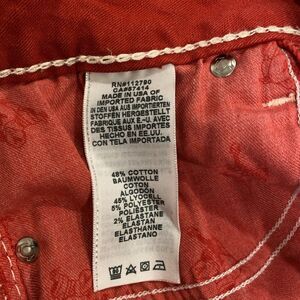 RN#112790
CA#57414
MADE IN USA OF
IMPORTED FABRIC
IN DEN USA AUS IMPORTIERTEN
STOFFEN HERGESTELLT
FABRIQUE AUX E.-U. AVEC
DES TISSUS IMPORTES
HECHO EN EE.UU.
CON TELA IMPORTADA
48% COTTON
BAUMWOLLE
COTON
ALGODON
45% LYOCELL
5% POLYESTER
POLIESTER
2% ELASTANE
ELASTAN
ELASTHANNE
ELASTANO